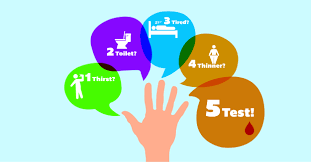 1 Thirst?
2 Toilet?
3 Tired?
4 Thinner?
5 Test!